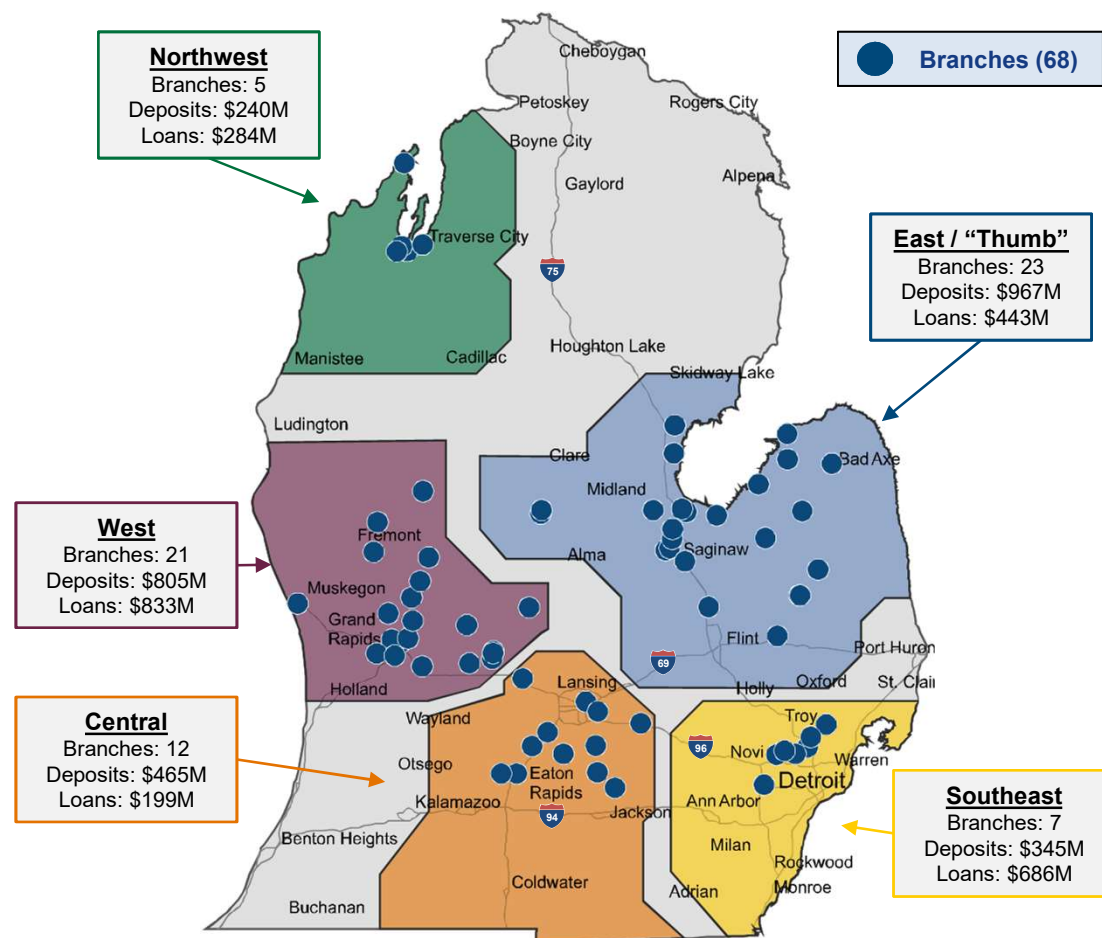 Cheboygan
Northwest
Branches: 5
Deposits: $240M
Loans: $284M
Branches (68)
Petoskey
Rogers City
Boyne City
Gaylord
Alpena
Traverse City
East / “Thumb”
Branches: 23
Deposits: $967M
Loans: $443M
75
Houghton Lake
Manistee
Cadillac
Skidway Lake
Ludington
Clare
Bad Axe
Midland
West
Branches: 21
Deposits: $805M
Loans: $833M
Fremont
Alma
Saginaw
Muskegon
Grand
Rapids
Flint
Port Huron
69
Holland
Lansing
Holly
Oxford
St. Clair
Central
Branches: 12
Deposits: $465M
Loans: $199M
Wayland
Troy
96
Novi
Warren
Otsego
Eaton
Rapids
Detroit
Kalamazoo
94
Jackson
Ann Arbor
Southeast
Branches: 7
Deposits: $345M
Loans: $686M
Benton Heights
Milan
Rockwood
Coldwater
Adrian
Monroe
Buchanan